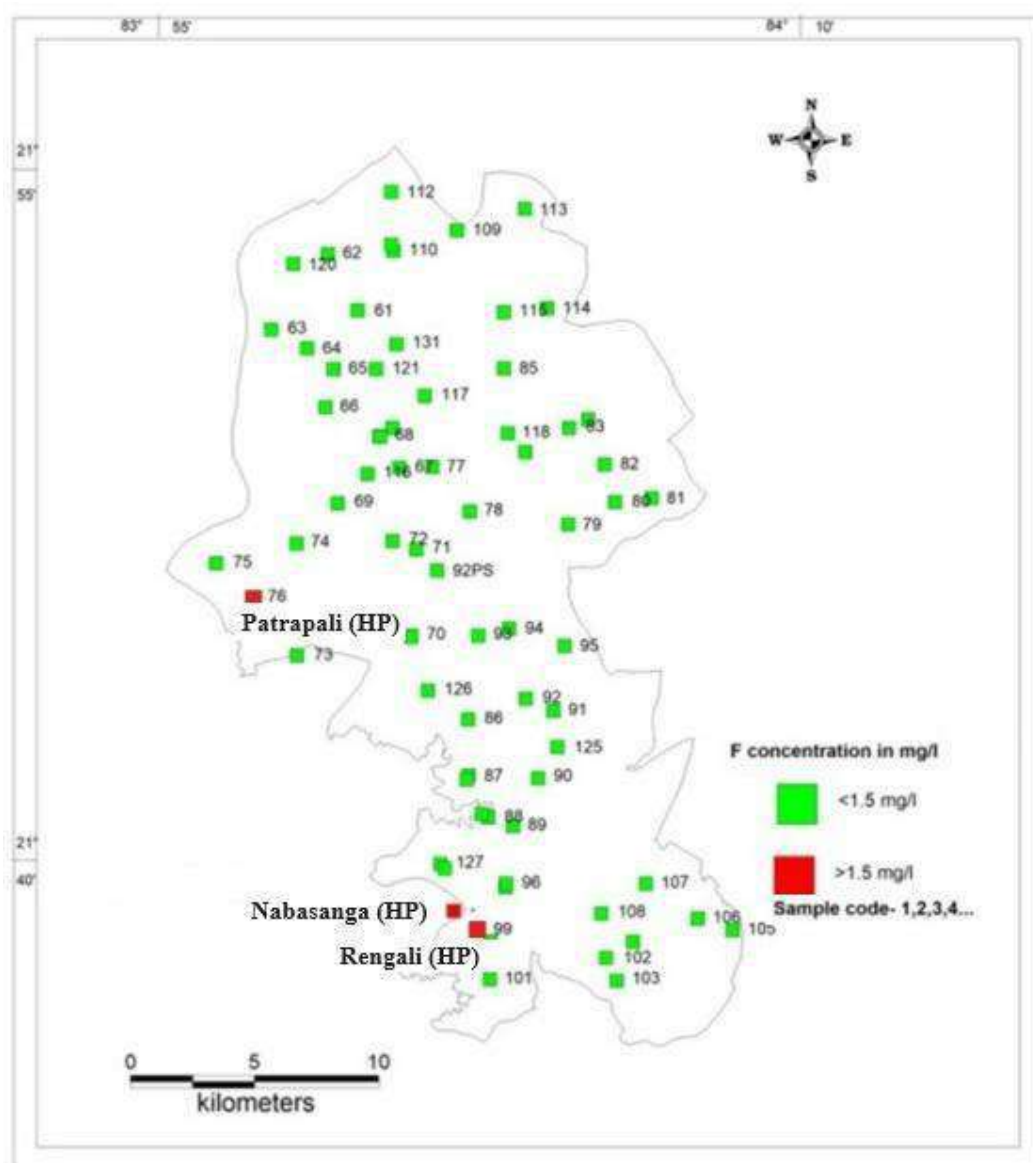 83° 55' 84° 10'
N
W E
S
21°
55'
112
113
109
110
62
120
61
115 114
63
131
64
65 121 85
117
66
118 83
68
67 77 82
116
69 80 81
78
79
74 72
71
75 92PS
76
Patrapali (HP)
94
70 93
95
73
126
92
91
86
125
F concentration in mg/l
87 90
<1.5 mg/l
88
89
21°
40'
127
>1.5 mg/l
96 107
Sample code- 1,2,3,4...
Nabasanga (HP)
108 106
99 105
Rengali (HP)
102
101 103
0 5 10
kilometers